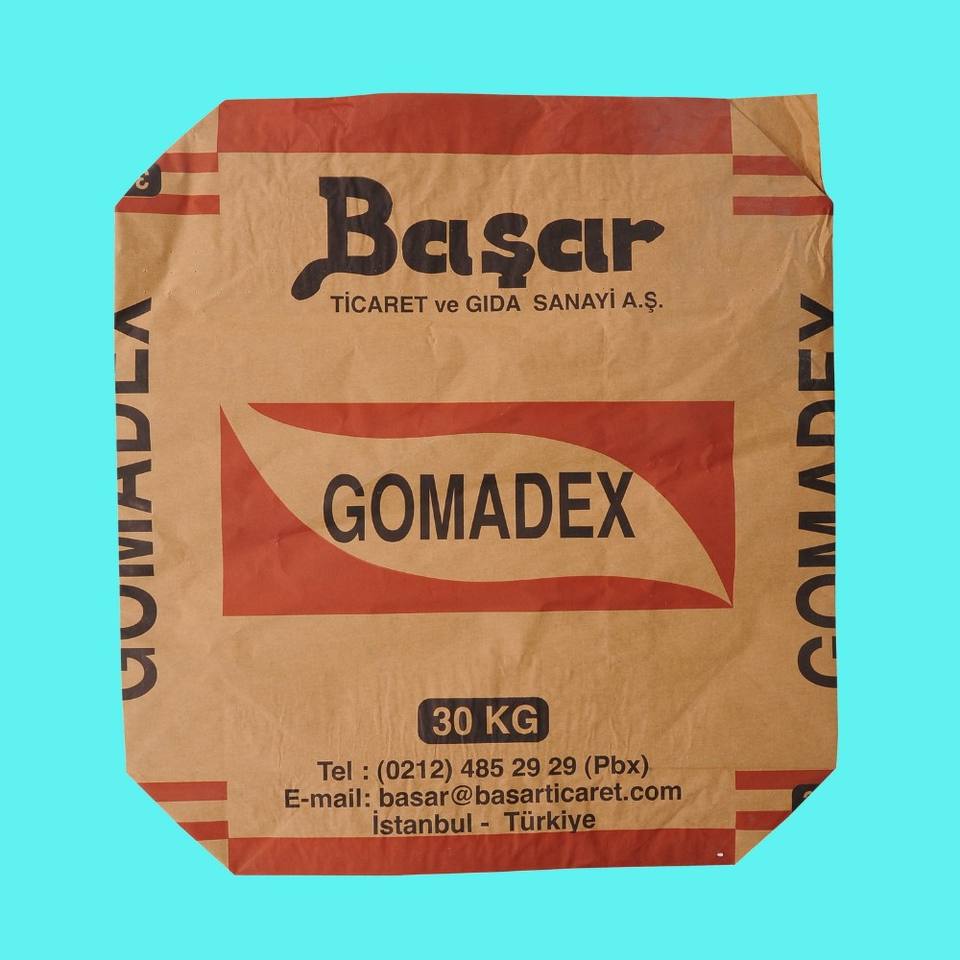 Başar
TİCARET ve GIDA SANAYİ A.Ş.
GOMADEX
GOMADEX
GOMADEX
30 KG
Tel : (0212) 485 29 29 (Pbx)
E-mail: basar@basarticaret.com
İstanbul - Türkiye